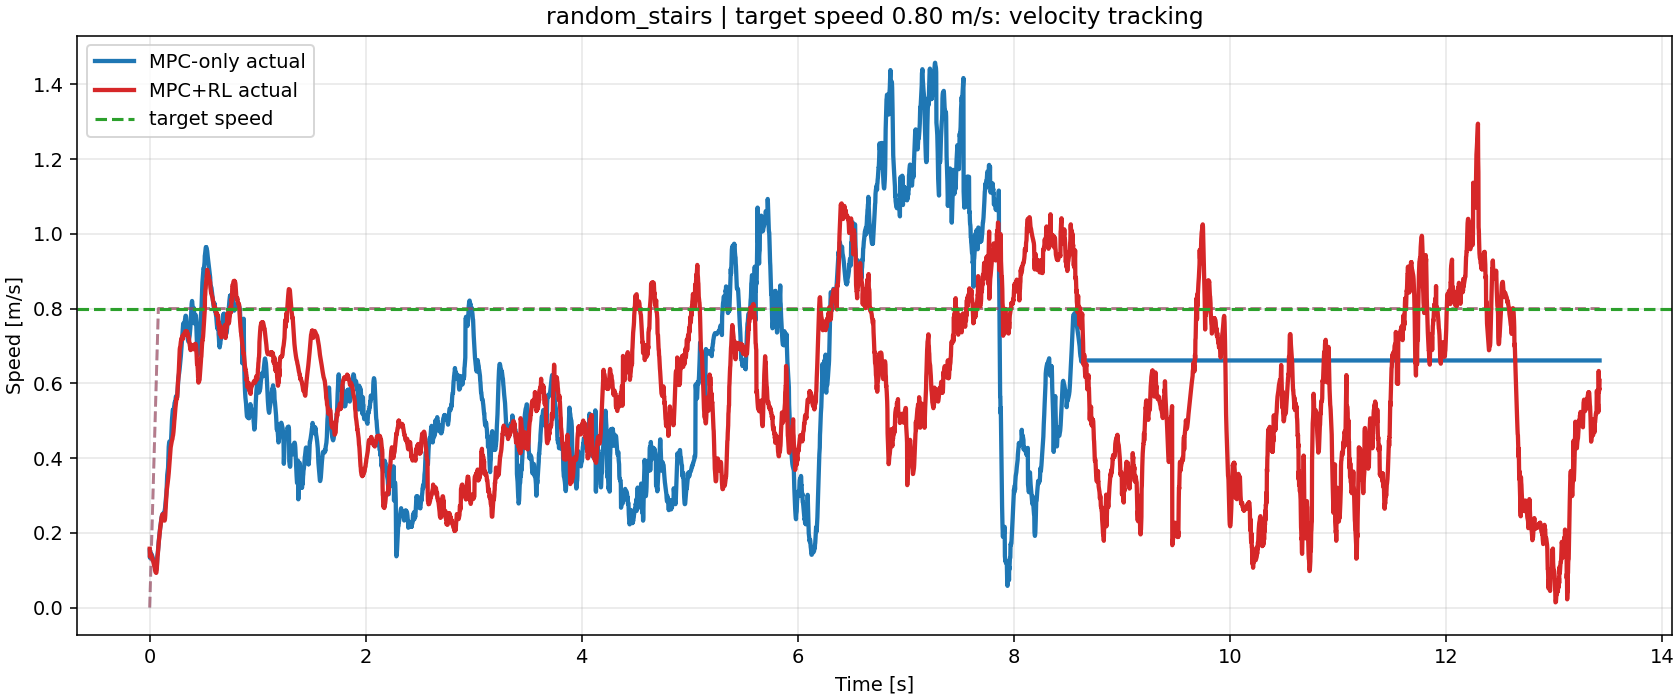 random_stairs | target speed 0.80 m/s: velocity tracking
MPC-only actual
MPC+RL actual
target speed
Speed [m/s]
1.4
1.2
1.0
0.8
0.6
0.4
0.2
0.0
0 2 4 6 8 10 12 14
Time [s]